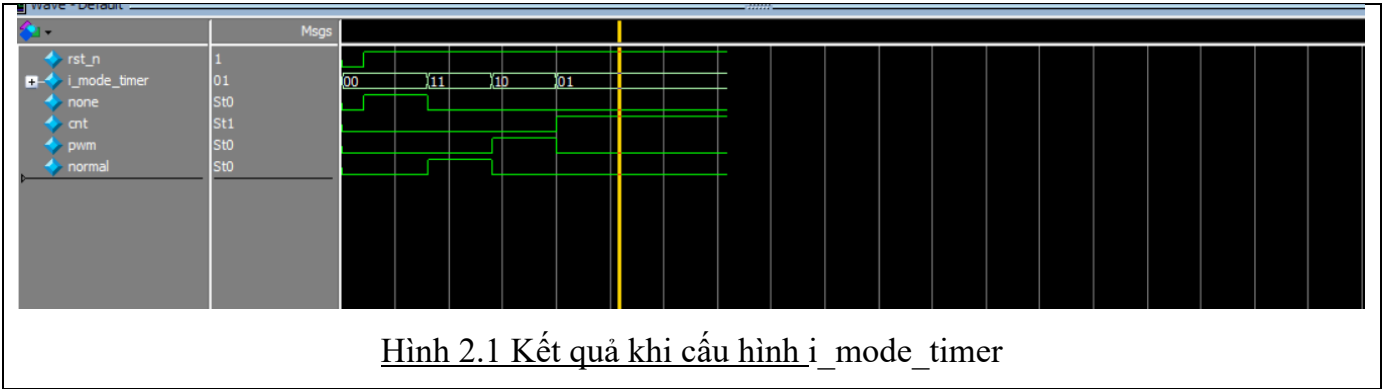 Wave - Default
Msgs
rst_n 1
i_mode_timer 01 00 11 10 01
none St0
cnt St1
pwm St0
normal St0
Hình 2.1 Kết quả khi cấu hình i_mode_timer